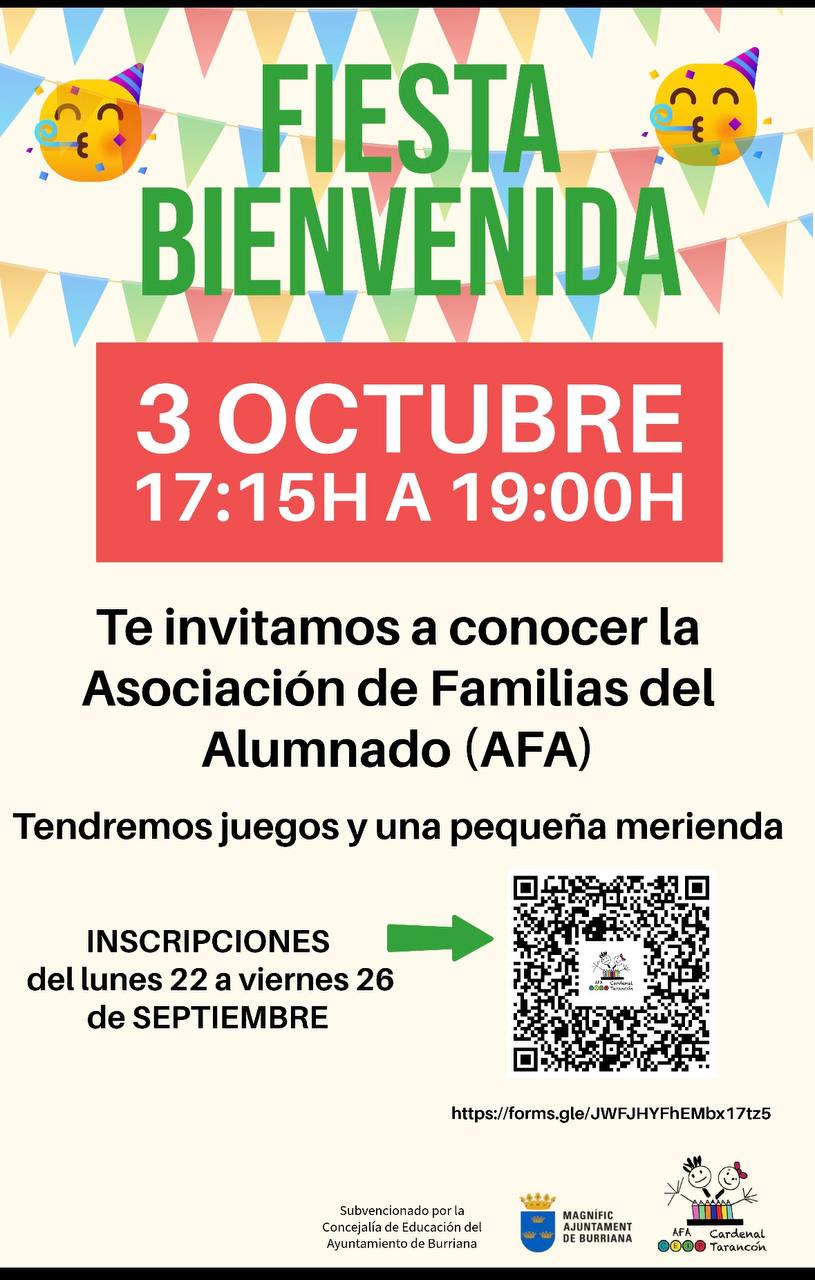 FIESTA
BIENVENIDA
3 OCTUBRE
17:15H A 19:00H
Te invitamos a conocer la
Asociación de Familias del
Alumnado (AFA)
Tendremos juegos y una pequeña merienda
INSCRIPCIONES
del lunes 22 a viernes 26
de SEPTIEMBRE
AFA Cardenal
CEIP Tarancón
https://forms.gle/JWFJHYFhEMbx17tz5
Subvencionado por la
Concejalía de Educación del
Ayuntamiento de Burriana
MAGNÍFIC
AJUNTAMENT
DE BURRIANA
AFA Cardenal
CEIP Tarancón